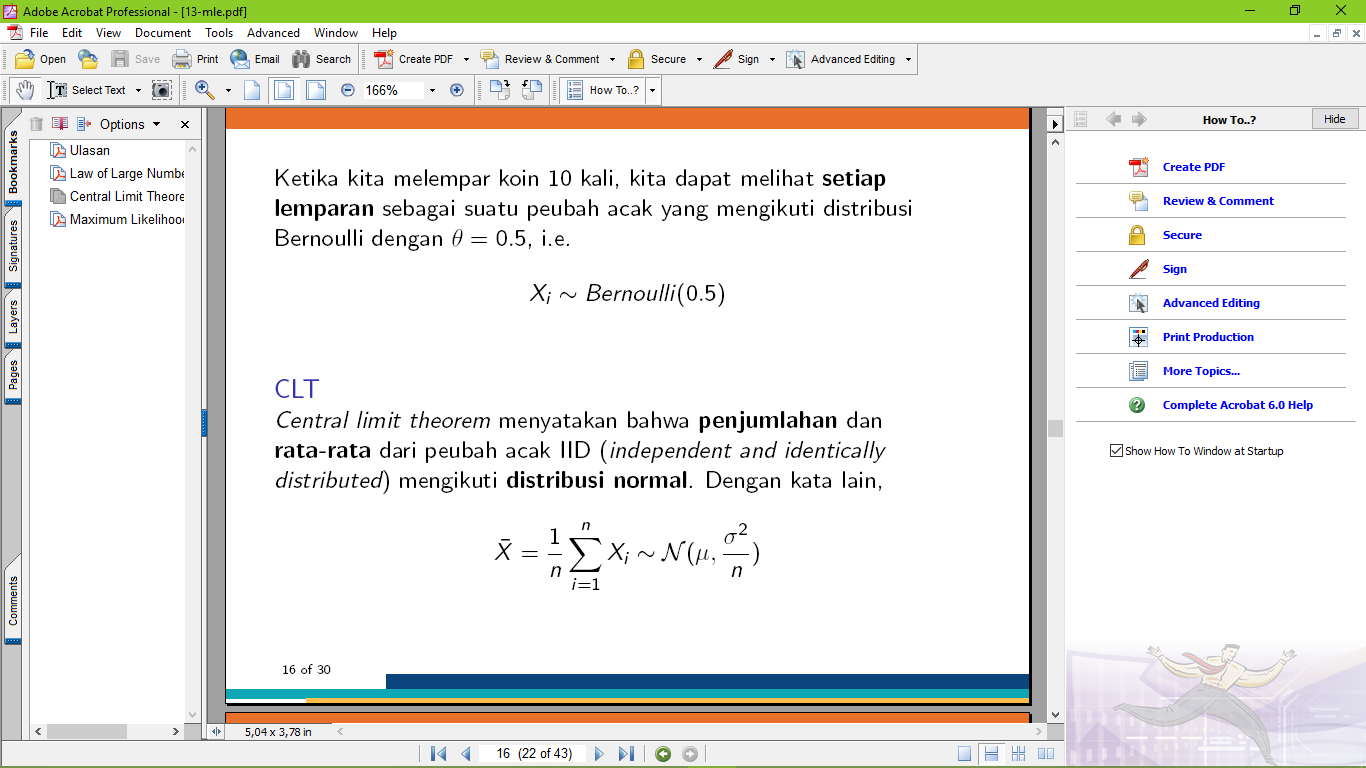 Adobe Acrobat Professional - [13-mle.pdf]
File Edit View Document Tools Advanced Window Help
Open Save Print Email Search Create PDF Review & Comment Secure Sign Advanced Editing
Select Text 166% How To..?
Bookmarks
Signatures
Layers
Pages
Comments
Options
Ulasan
Law of Large Numbe
Central Limit Theore
Maximum Likelihood
Ketika kita melempar koin 10 kali, kita dapat melihat setiap
lemparan sebagai suatu peubah acak yang mengikuti distribusi
Bernoulli dengan θ = 0.5, i.e.
Xᵢ ∼ Bernoulli(0.5)
CLT
Central limit theorem menyatakan bahwa penjumlahan dan
rata-rata dari peubah acak IID (independent and identically
distributed) mengikuti distribusi normal. Dengan kata lain,
X̄ = 1/n ∑ᵢ₌₁ⁿ Xᵢ ∼ N(μ, σ²/n)
16 of 30
5,04 x 3,78 in
16 (22 of 43)
How To..?
Hide
Create PDF
Review & Comment
Secure
Sign
Advanced Editing
Print Production
More Topics...
Complete Acrobat 6.0 Help
Show How To Window at Startup